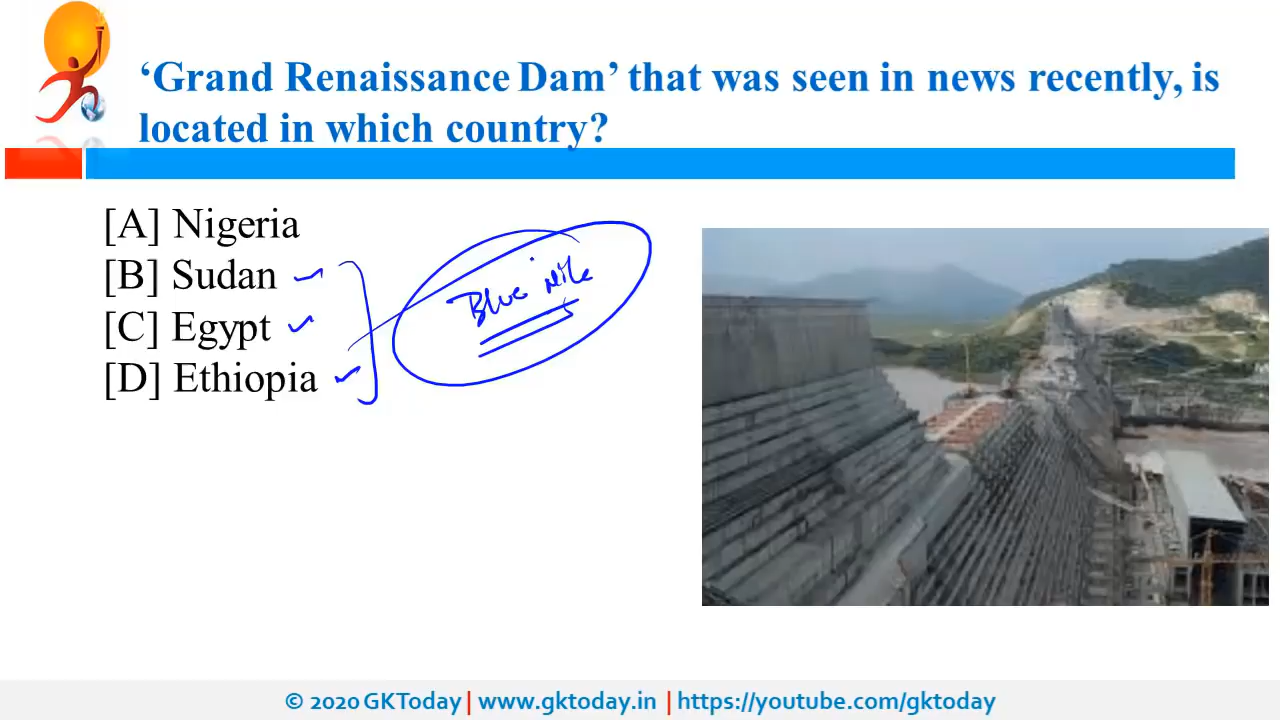 ‘Grand Renaissance Dam’ that was seen in news recently, is
located in which country?
[A] Nigeria
[B] Sudan
[C] Egypt
[D] Ethiopia
Blue Nile
© 2020 GKToday | www.gktoday.in | https://youtube.com/gktoday